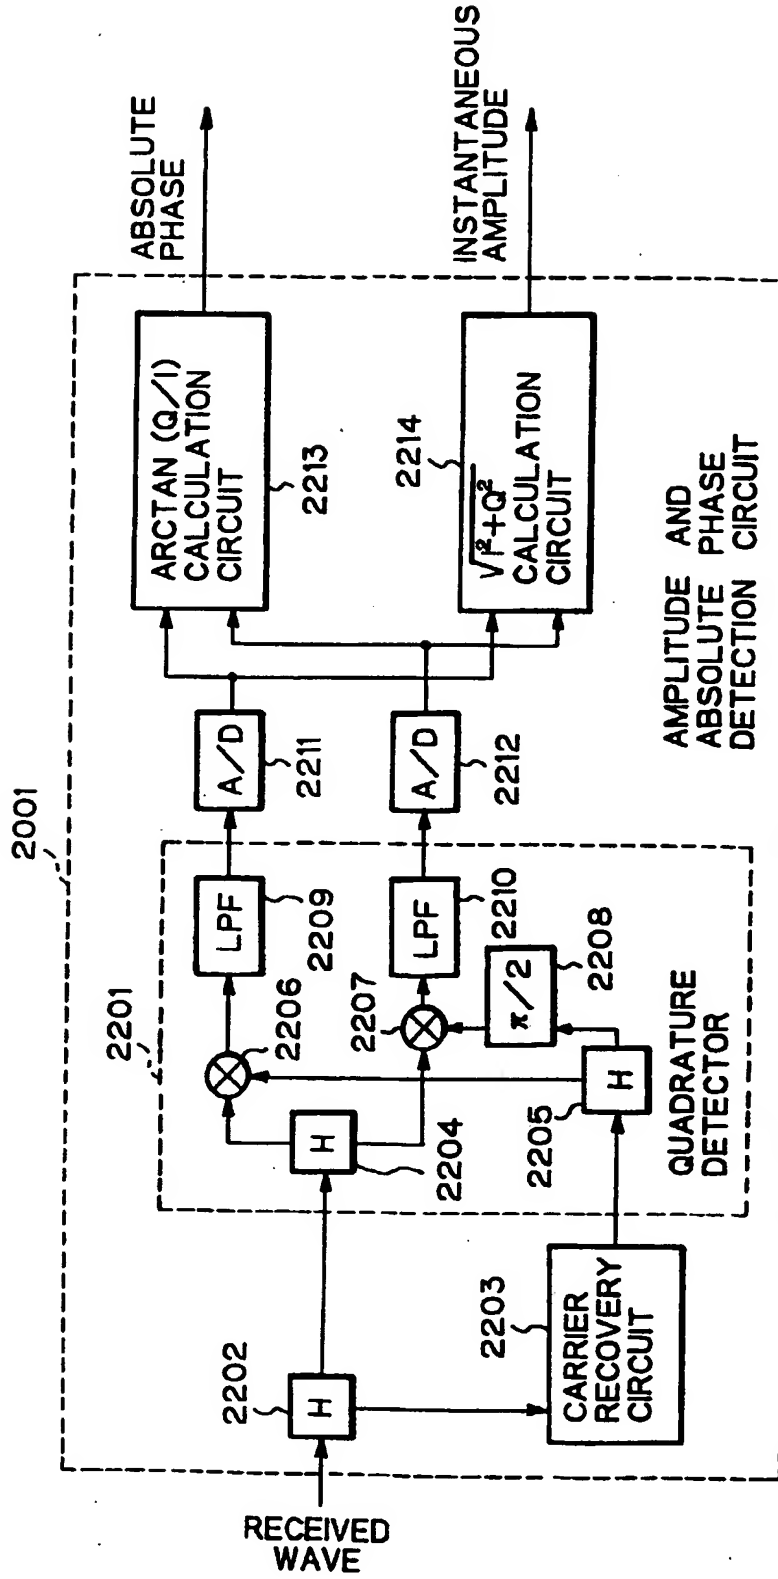 2001
RECEIVED
WAVE
2202
H
2203
CARRIER
RECOVERY
CIRCUIT
2201
H
2204
2205
H
2206
2207
π/2
2208
LPF
2209
LPF
2210
QUADRATURE
DETECTOR
A/D
2211
A/D
2212
ARCTAN (Q/I)
CALCULATION
CIRCUIT
2213
2214
√I²+Q²
CALCULATION
CIRCUIT
AMPLITUDE AND
ABSOLUTE PHASE
DETECTION CIRCUIT
ABSOLUTE
PHASE
INSTANTANEOUS
AMPLITUDE